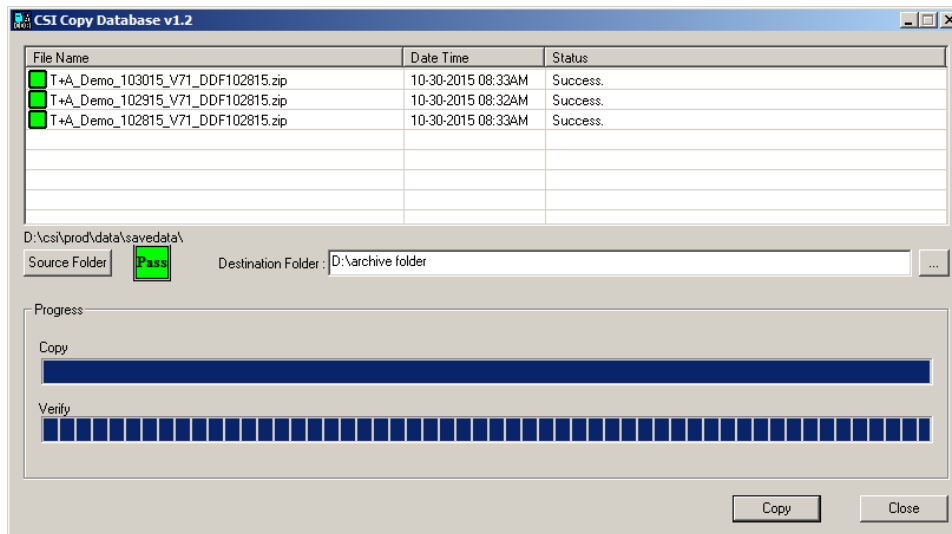 CSI Copy Database v1.2
File Name Date Time Status
T+A_Demo_103015_V71_DDF102815.zip 10-30-2015 08:33AM Success.
T+A_Demo_102915_V71_DDF102815.zip 10-30-2015 08:32AM Success.
T+A_Demo_102815_V71_DDF102815.zip 10-30-2015 08:33AM Success.
D:\csi\prod\data\savedata\
Source Folder Pass Destination Folder : D:\archive folder ...
Progress
Copy
Verify
Copy Close